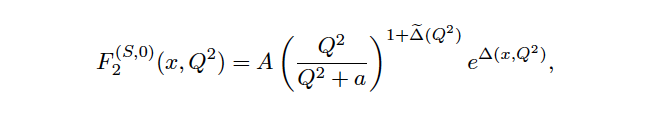 $$F_2^{(S,0)}(x,Q^2) = A \left( \frac{Q^2}{Q^2+a} \right)^{1+\widetilde{\Delta}(Q^2)} e^{\Delta(x,Q^2)},$$